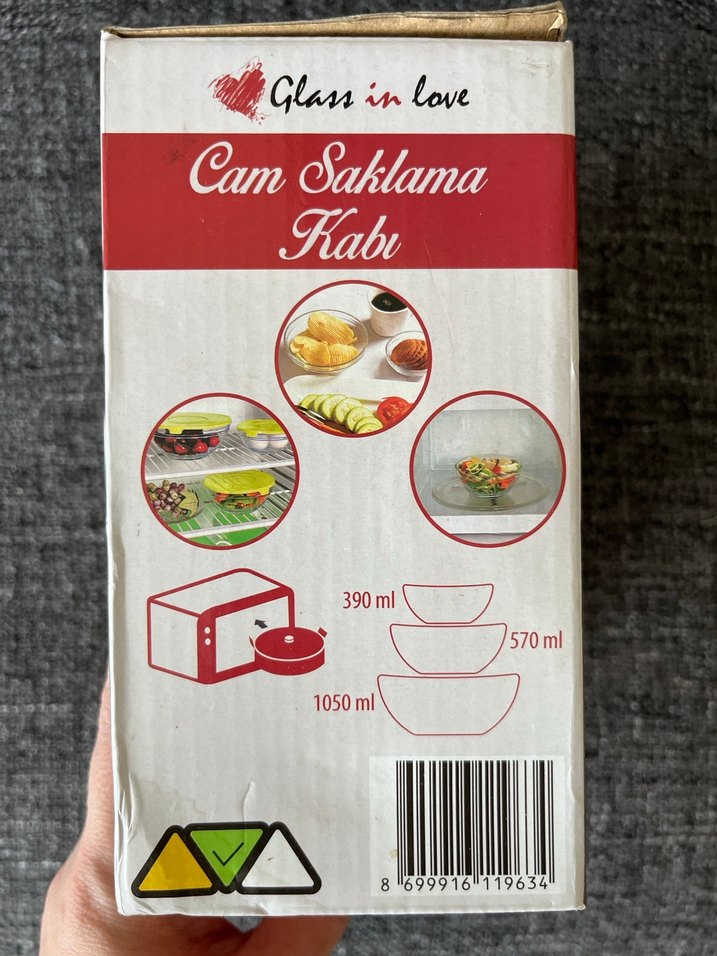 Glass in love
Cam Saklama
Kabı
390 ml
570 ml
1050 ml
8 699916 119634